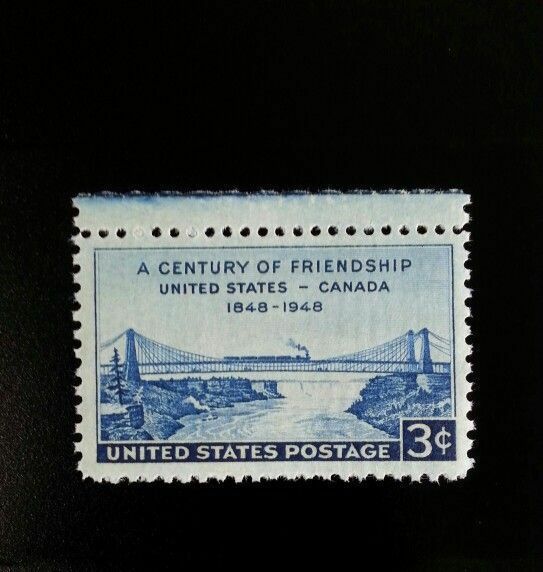 A CENTURY OF FRIENDSHIP
UNITED STATES – CANADA
1848-1948
UNITED STATES POSTAGE 3¢